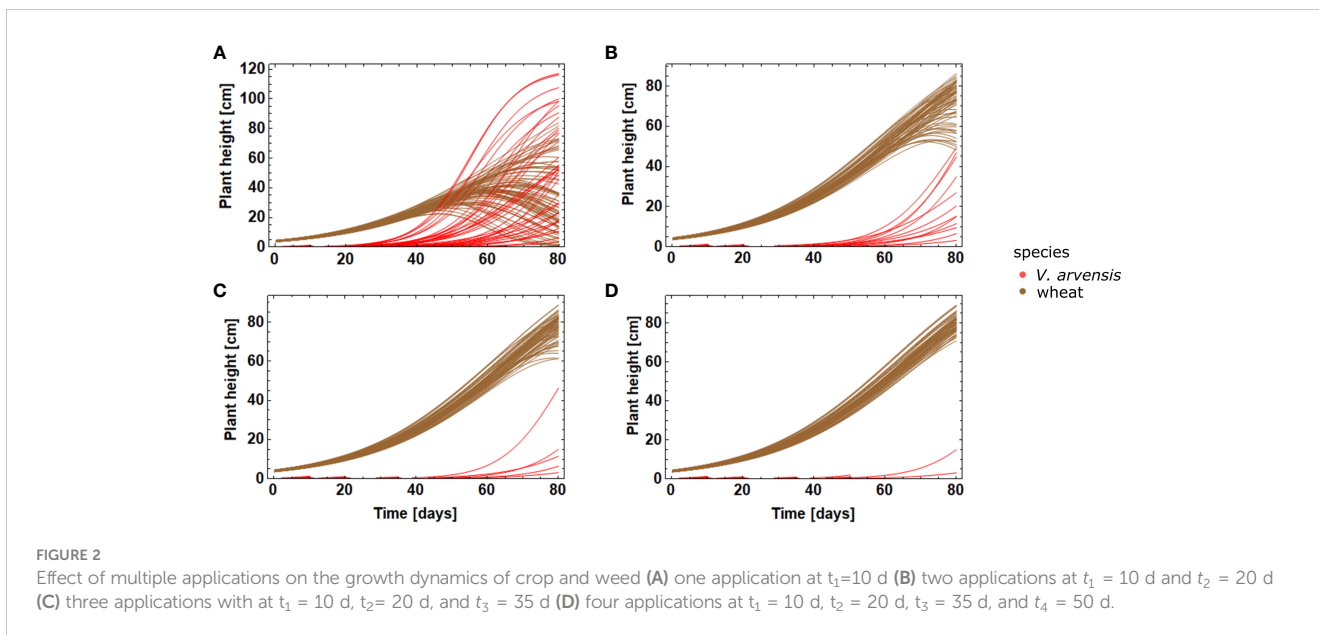 A
B
120
100
80
60
40
20
0
Plant height [cm]
0 20 40 60 80
80
60
40
20
0
Plant height [cm]
0 20 40 60 80
species
V. arvensis
wheat
C
D
80
60
40
20
0
Plant height [cm]
0 20 40 60 80
Time [days]
80
60
40
20
0
Plant height [cm]
0 20 40 60 80
Time [days]
FIGURE 2
Effect of multiple applications on the growth dynamics of crop and weed (A) one application at t₁=10 d (B) two applications at t₁ = 10 d and t₂ = 20 d
(C) three applications with at t₁ = 10 d, t₂= 20 d, and t₃ = 35 d (D) four applications at t₁ = 10 d, t₂ = 20 d, t₃ = 35 d, and t₄ = 50 d.